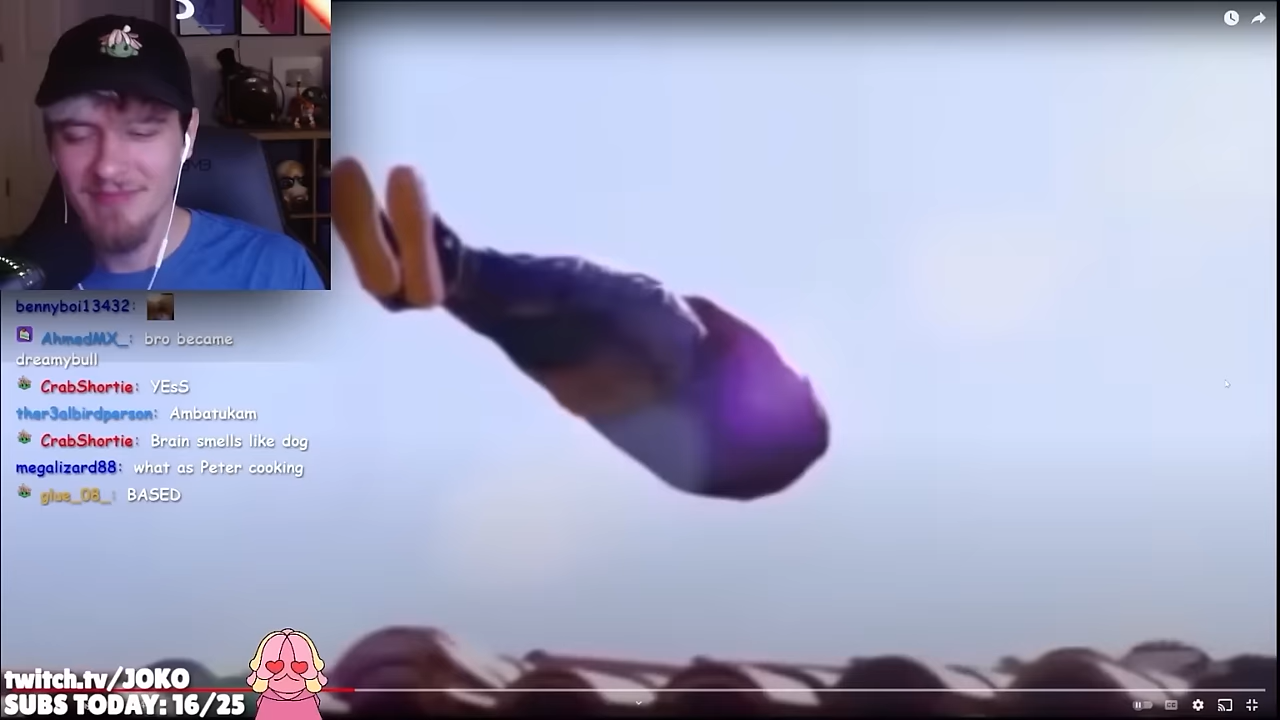 S
bennyboi13432:
AhmedMX_: bro became
dreamybull
CrabShortie: YEsS
ther3albirdperson: Ambatukam
CrabShortie: Brain smells like dog
megalizard88: what as Peter cooking
glue_08_: BASED
twitch.tv/JOKO
SUBS TODAY: 16/25